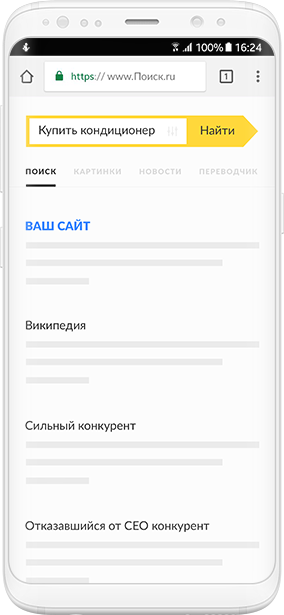 100% 16:24
https:// www.Поиск.ru 1
Купить кондиционер Найти
ПОИСК КАРТИНКИ НОВОСТИ ПЕРЕВОДЧИК
ВАШ САЙТ
Википедия
Сильный конкурент
Отказавшийся от СЕО конкурент